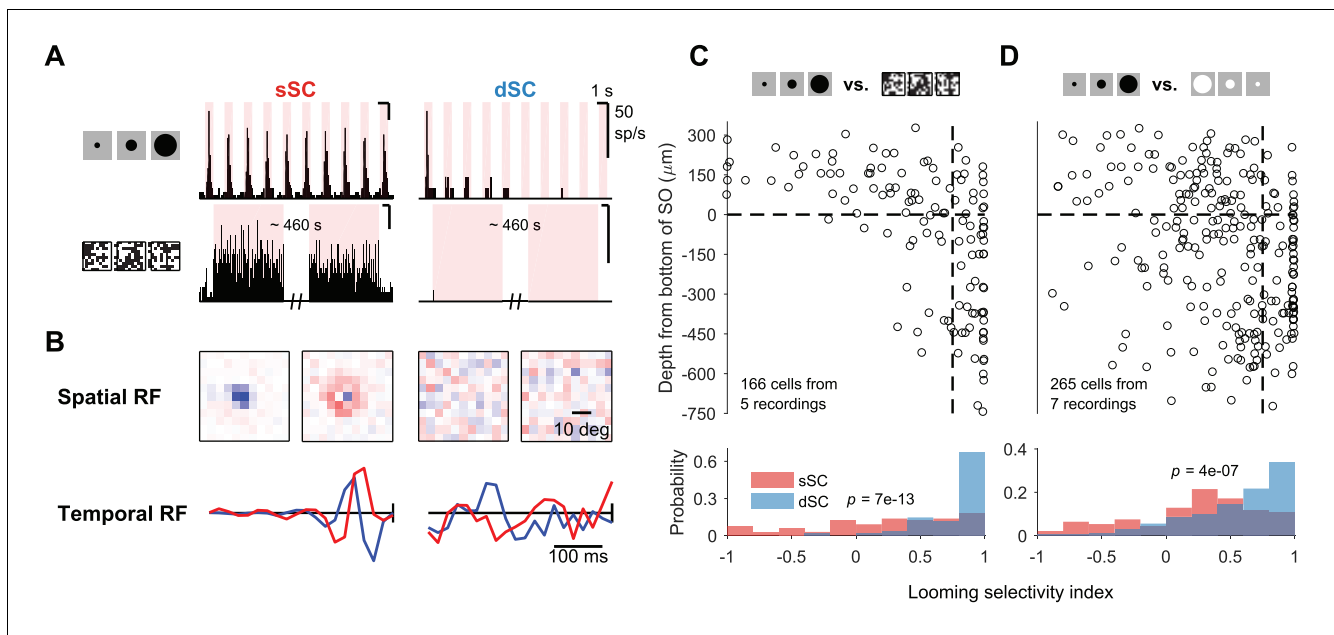 A
sSC
dSC
1 s
50
sp/s
~ 460 s
~ 460 s
B
Spatial RF
10 deg
Temporal RF
100 ms
C
vs.
Depth from bottom of SO (μm)
300
150
0
-150
-300
-450
-600
-750
166 cells from
5 recordings
Probability
0.6
0.3
0
sSC
dSC
p = 7e-13
-1
-0.5
0
0.5
1
D
vs.
265 cells from
7 recordings
0.4
0.2
0
p = 4e-07
-1
-0.5
0
0.5
1
Looming selectivity index